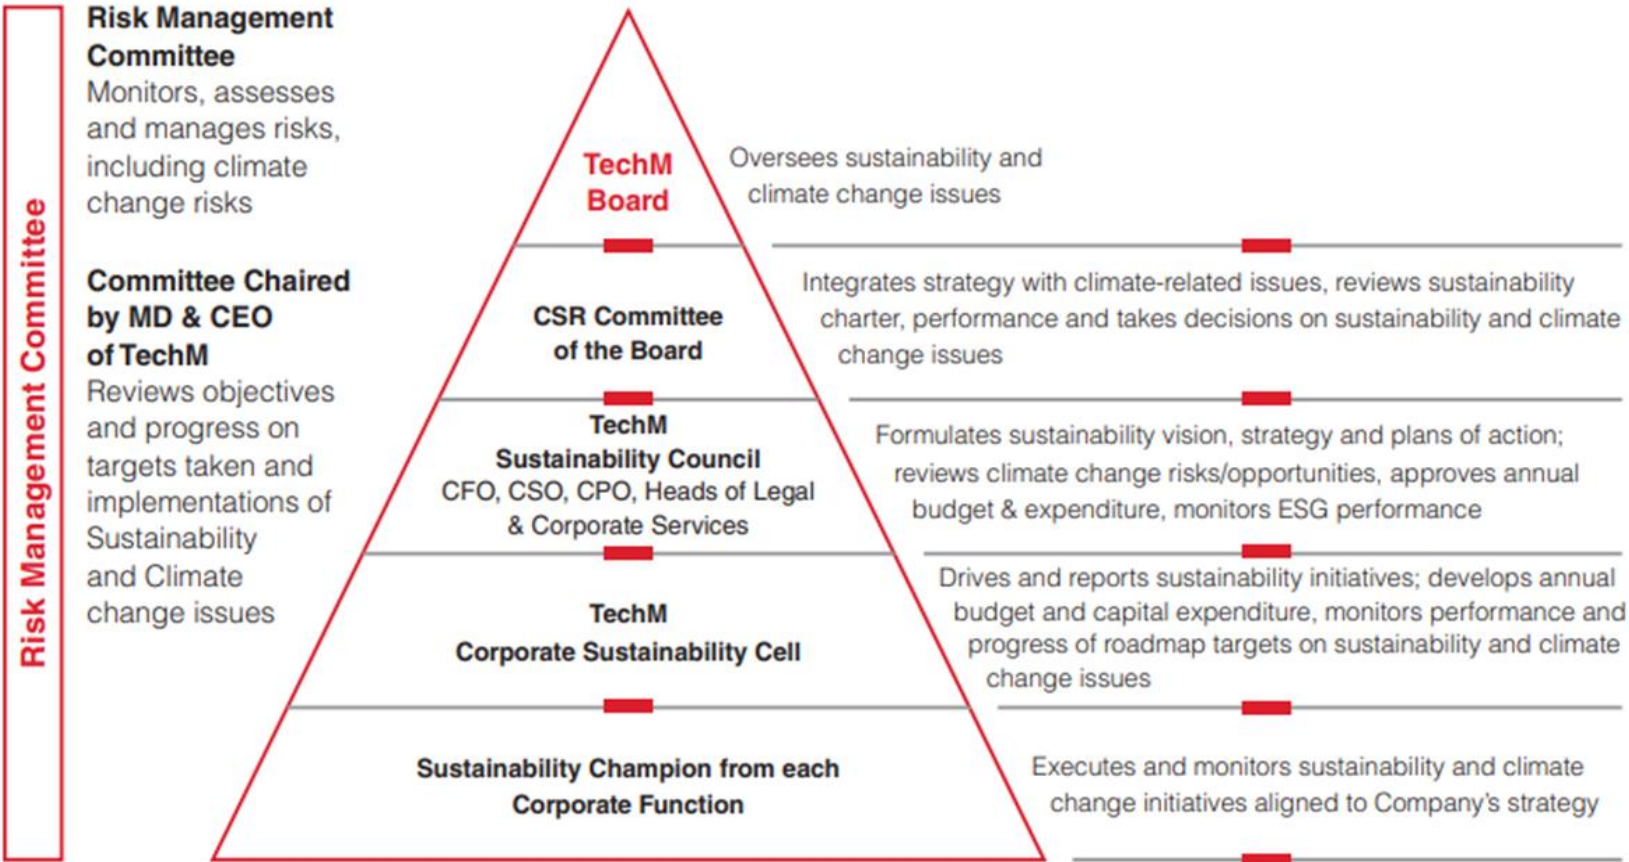 Risk Management Committee
Risk Management
Committee
Monitors, assesses
and manages risks,
including climate
change risks
Committee Chaired
by MD & CEO
of TechM
Reviews objectives
and progress on
targets taken and
implementations of
Sustainability
and Climate
change issues
TechM
Board
Oversees sustainability and
climate change issues
CSR Committee
of the Board
Integrates strategy with climate-related issues, reviews sustainability
charter, performance and takes decisions on sustainability and climate
change issues
TechM
Sustainability Council
CFO, CSO, CPO, Heads of Legal
& Corporate Services
Formulates sustainability vision, strategy and plans of action;
reviews climate change risks/opportunities, approves annual
budget & expenditure, monitors ESG performance
TechM
Corporate Sustainability Cell
Drives and reports sustainability initiatives; develops annual
budget and capital expenditure, monitors performance and
progress of roadmap targets on sustainability and climate
change issues
Sustainability Champion from each
Corporate Function
Executes and monitors sustainability and climate
change initiatives aligned to Company's strategy